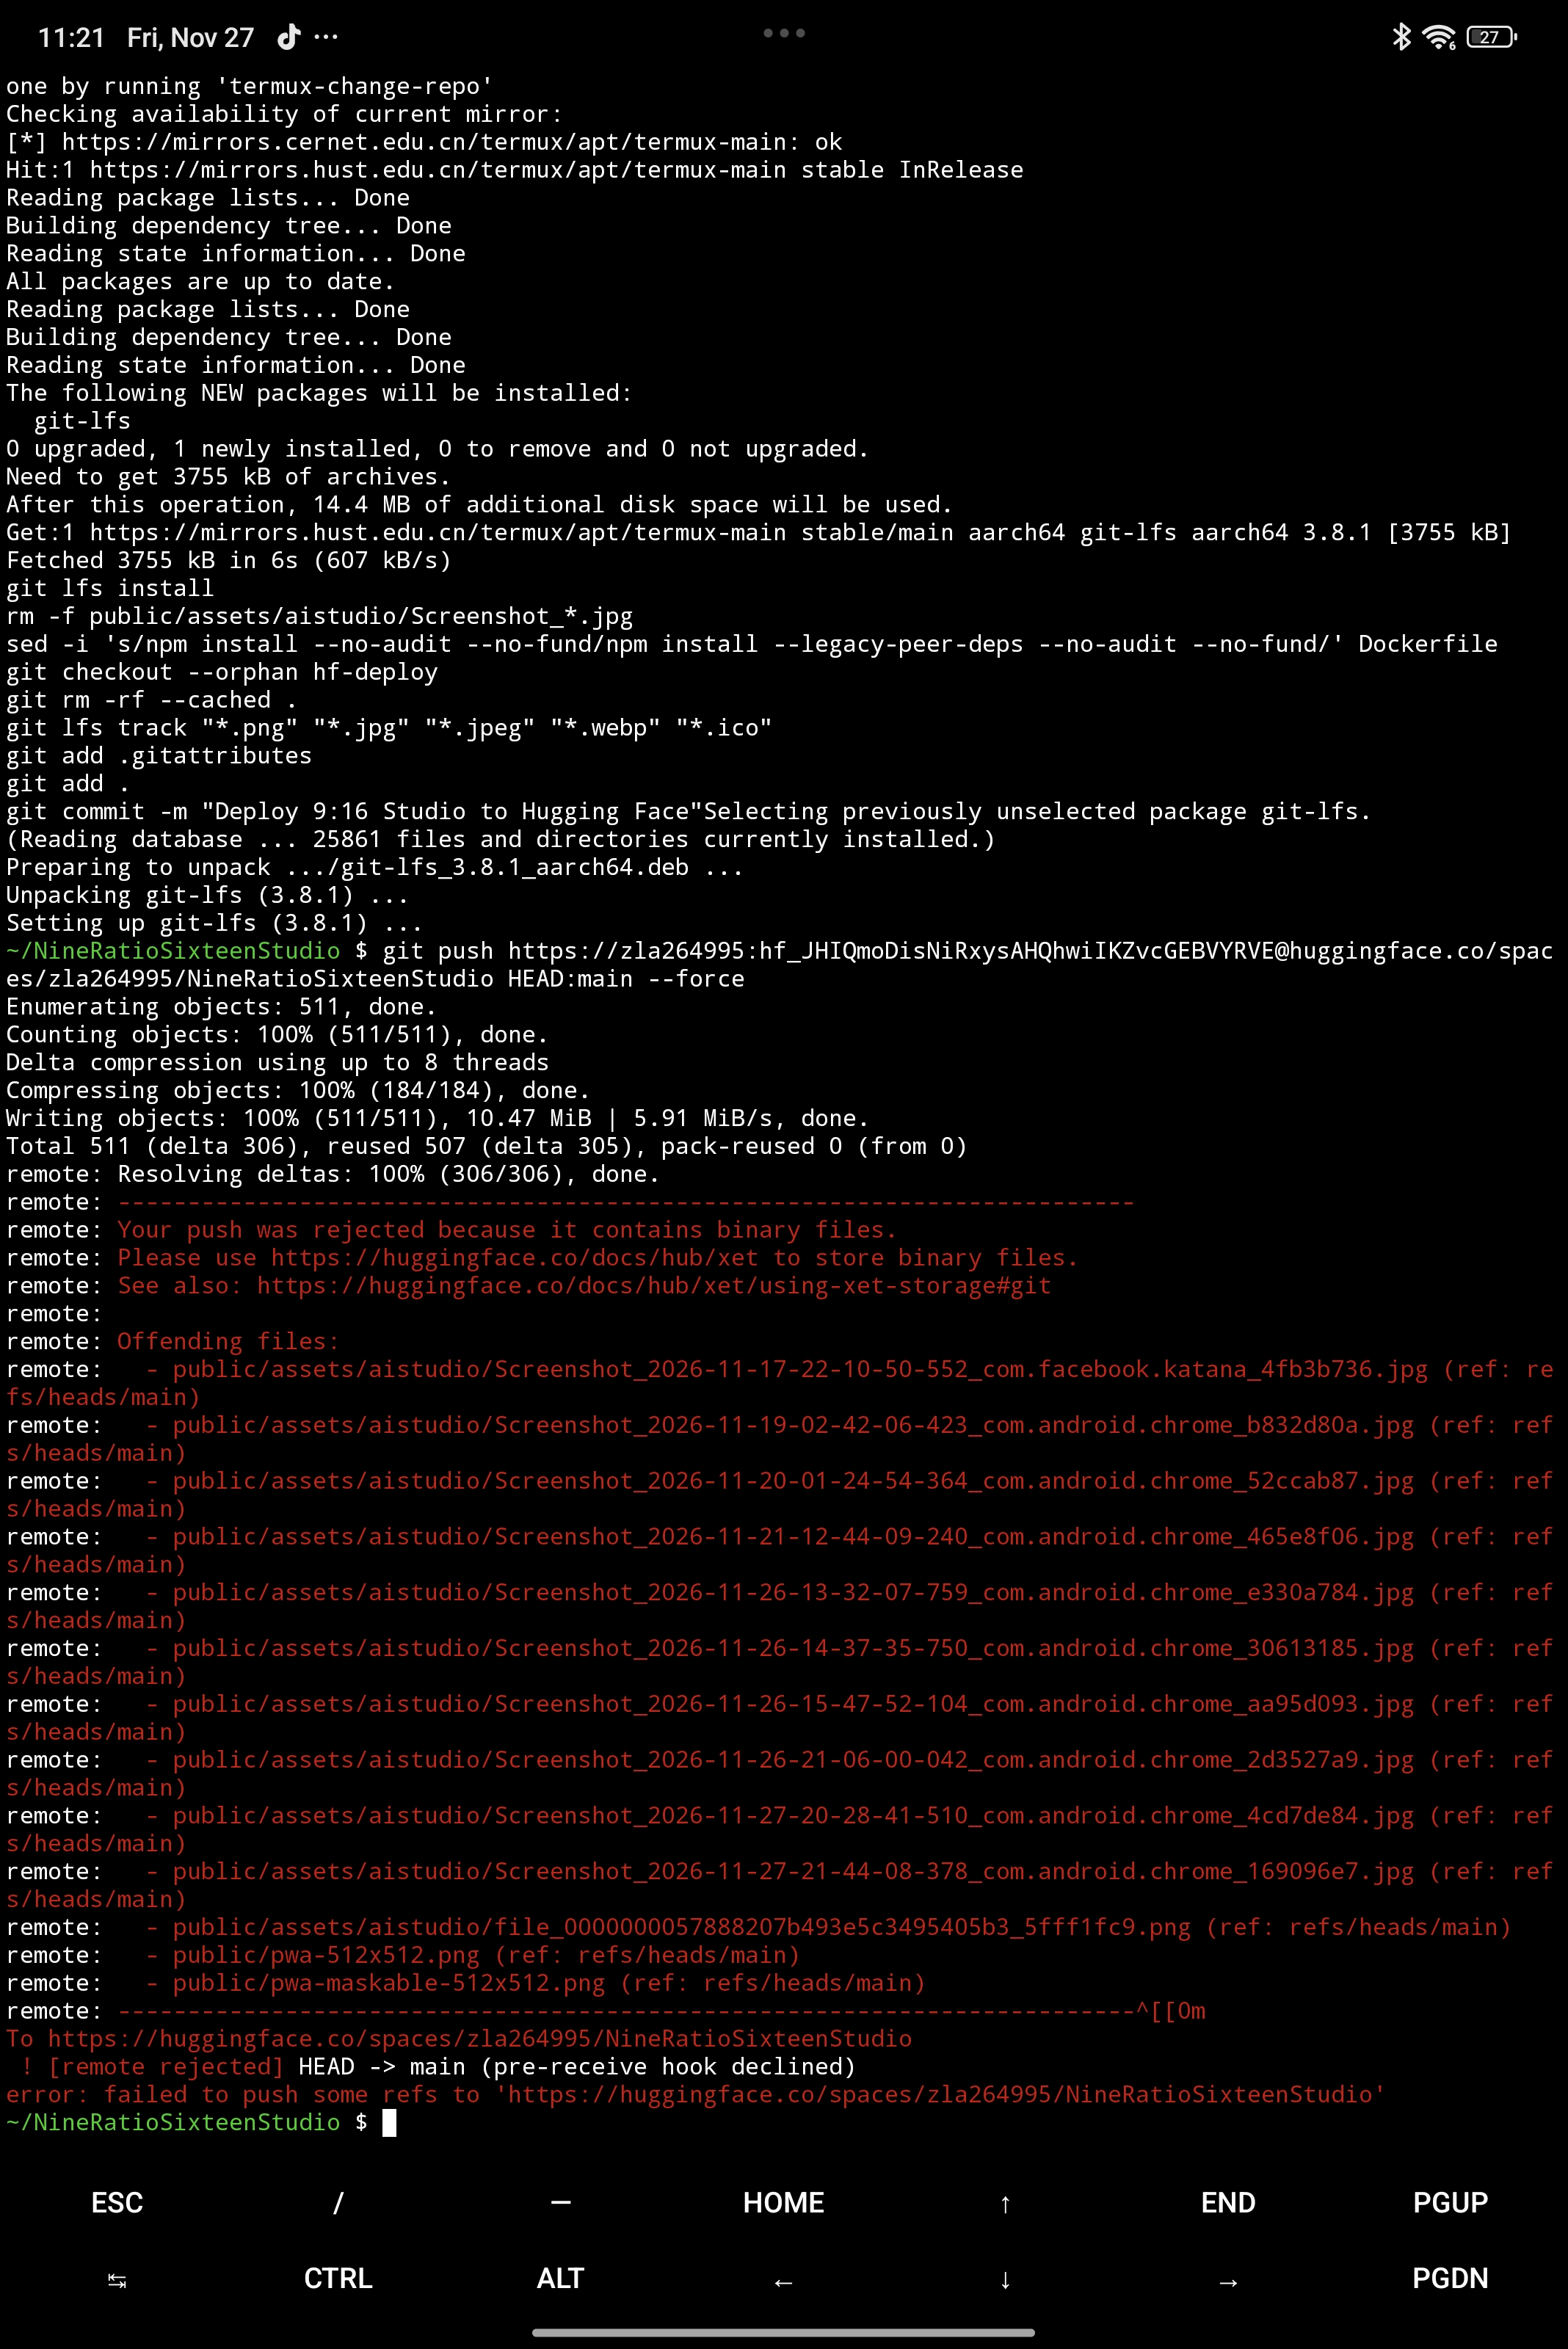 11:21 Fri, Nov 27
27
one by running 'termux-change-repo'
Checking availability of current mirror:
[*] https://mirrors.cernet.edu.cn/termux/apt/termux-main: ok
Hit:1 https://mirrors.hust.edu.cn/termux/apt/termux-main stable InRelease
Reading package lists... Done
Building dependency tree... Done
Reading state information... Done
All packages are up to date.
Reading package lists... Done
Building dependency tree... Done
Reading state information... Done
The following NEW packages will be installed:
  git-lfs
0 upgraded, 1 newly installed, 0 to remove and 0 not upgraded.
Need to get 3755 kB of archives.
After this operation, 14.4 MB of additional disk space will be used.
Get:1 https://mirrors.hust.edu.cn/termux/apt/termux-main stable/main aarch64 git-lfs aarch64 3.8.1 [3755 kB]
Fetched 3755 kB in 6s (607 kB/s)
git lfs install
rm -f public/assets/aistudio/Screenshot_*.jpg
sed -i 's/npm install --no-audit --no-fund/npm install --legacy-peer-deps --no-audit --no-fund/' Dockerfile
git checkout --orphan hf-deploy
git rm -rf --cached .
git lfs track "*.png" "*.jpg" "*.jpeg" "*.webp" "*.ico"
git add .gitattributes
git add .
git commit -m "Deploy 9:16 Studio to Hugging Face"Selecting previously unselected package git-lfs.
(Reading database ... 25861 files and directories currently installed.)
Preparing to unpack .../git-lfs_3.8.1_aarch64.deb ...
Unpacking git-lfs (3.8.1) ...
Setting up git-lfs (3.8.1) ...
~/NineRatioSixteenStudio $ git push https://zla264995: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@huggingface.co/spac
es/zla264995/NineRatioSixteenStudio HEAD:main --force
Enumerating objects: 511, done.
Counting objects: 100% (511/511), done.
Delta compression using up to 8 threads
Compressing objects: 100% (184/184), done.
Writing objects: 100% (511/511), 10.47 MiB | 5.91 MiB/s, done.
Total 511 (delta 306), reused 507 (delta 305), pack-reused 0 (from 0)
remote: Resolving deltas: 100% (306/306), done.
remote: -------------------------------------------------------------------------
remote: Your push was rejected because it contains binary files.
remote: Please use https://huggingface.co/docs/hub/xet to store binary files.
remote: See also: https://huggingface.co/docs/hub/xet/using-xet-storage#git
remote:
remote: Offending files:
remote:   - public/assets/aistudio/Screenshot_2026-11-17-22-10-50-552_com.facebook.katana_4fb3b736.jpg (ref: re
fs/heads/main)
remote:   - public/assets/aistudio/Screenshot_2026-11-19-02-42-06-423_com.android.chrome_b832d80a.jpg (ref: ref
s/heads/main)
remote:   - public/assets/aistudio/Screenshot_2026-11-20-01-24-54-364_com.android.chrome_52ccab87.jpg (ref: ref
s/heads/main)
remote:   - public/assets/aistudio/Screenshot_2026-11-21-12-44-09-240_com.android.chrome_465e8f06.jpg (ref: ref
s/heads/main)
remote:   - public/assets/aistudio/Screenshot_2026-11-26-13-32-07-759_com.android.chrome_e330a784.jpg (ref: ref
s/heads/main)
remote:   - public/assets/aistudio/Screenshot_2026-11-26-14-37-35-750_com.android.chrome_30613185.jpg (ref: ref
s/heads/main)
remote:   - public/assets/aistudio/Screenshot_2026-11-26-15-47-52-104_com.android.chrome_aa95d093.jpg (ref: ref
s/heads/main)
remote:   - public/assets/aistudio/Screenshot_2026-11-26-21-06-00-042_com.android.chrome_2d3527a9.jpg (ref: ref
s/heads/main)
remote:   - public/assets/aistudio/Screenshot_2026-11-27-20-28-41-510_com.android.chrome_4cd7de84.jpg (ref: ref
s/heads/main)
remote:   - public/assets/aistudio/Screenshot_2026-11-27-21-44-08-378_com.android.chrome_169096e7.jpg (ref: ref
s/heads/main)
remote:   - public/assets/aistudio/file_0000000057888207b493e5c3495405b3_5fff1fc9.png (ref: refs/heads/main)
remote:   - public/pwa-512x512.png (ref: refs/heads/main)
remote:   - public/pwa-maskable-512x512.png (ref: refs/heads/main)
remote: -------------------------------------------------------------------------^[[0m
To https://huggingface.co/spaces/zla264995/NineRatioSixteenStudio
 ! [remote rejected] HEAD -> main (pre-receive hook declined)
error: failed to push some refs to 'https://huggingface.co/spaces/zla264995/NineRatioSixteenStudio'
~/NineRatioSixteenStudio $
ESC / — HOME ↑ END PGUP
↹ CTRL ALT ← ↓ → PGDN